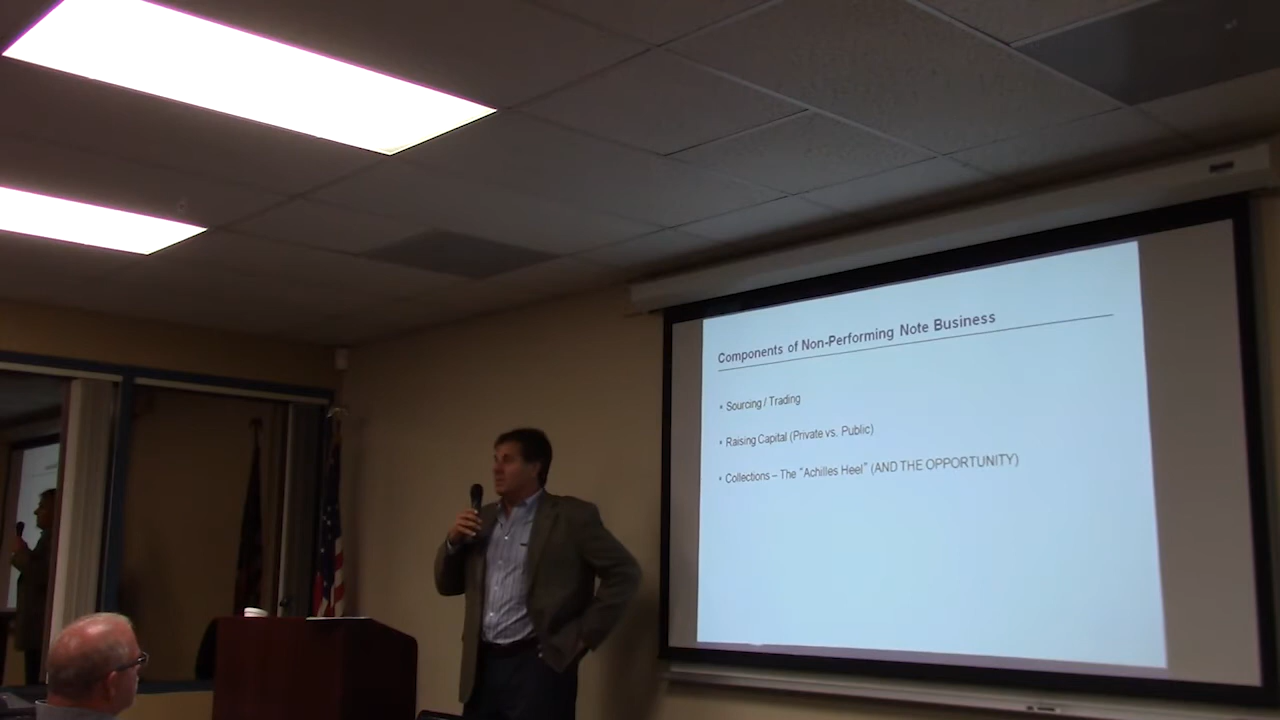 Components of Non-Performing Note Business
• Sourcing / Trading
• Raising Capital (Private vs. Public)
• Collections – The "Achilles Heel" (AND THE OPPORTUNITY)